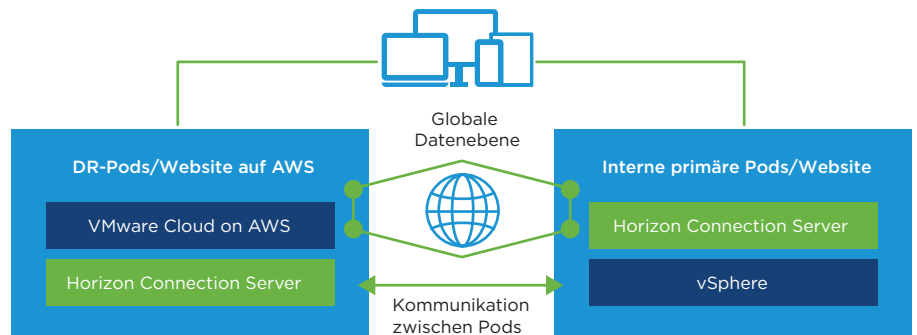 Globale
Datenebene
DR-Pods/Website auf AWS
VMware Cloud on AWS
Horizon Connection Server
Interne primäre Pods/Website
Horizon Connection Server
vSphere
Kommunikation
zwischen Pods